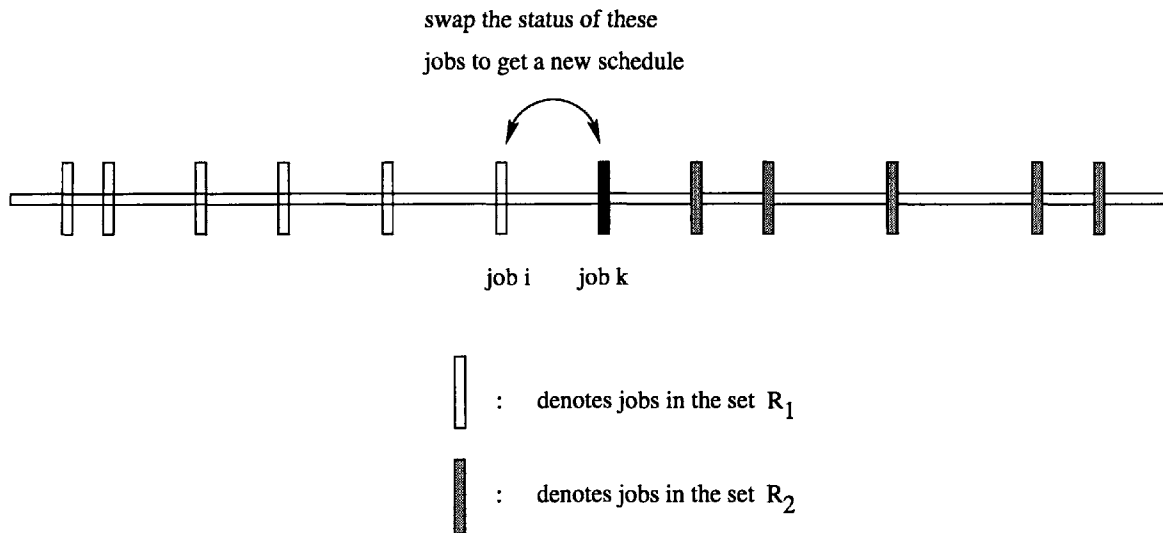 swap the status of these
jobs to get a new schedule
job i job k
: denotes jobs in the set R1
: denotes jobs in the set R2